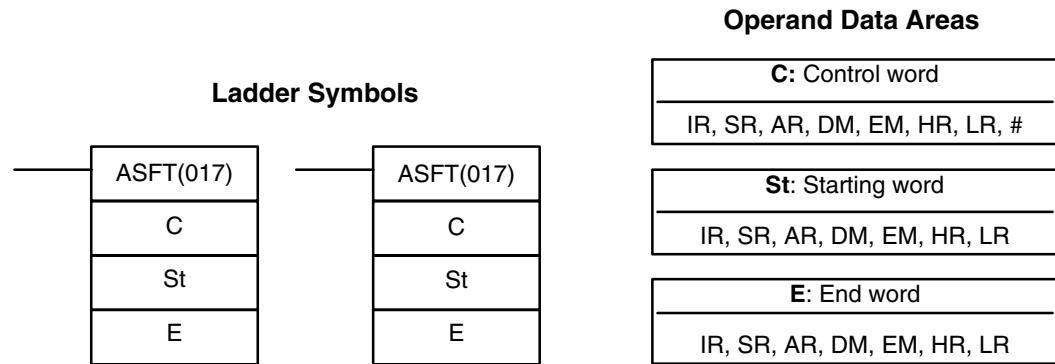 Ladder Symbols
ASFT(017)
C
St
E
ASFT(017)
C
St
E
Operand Data Areas
C: Control word
IR, SR, AR, DM, EM, HR, LR, #
St: Starting word
IR, SR, AR, DM, EM, HR, LR
E: End word
IR, SR, AR, DM, EM, HR, LR